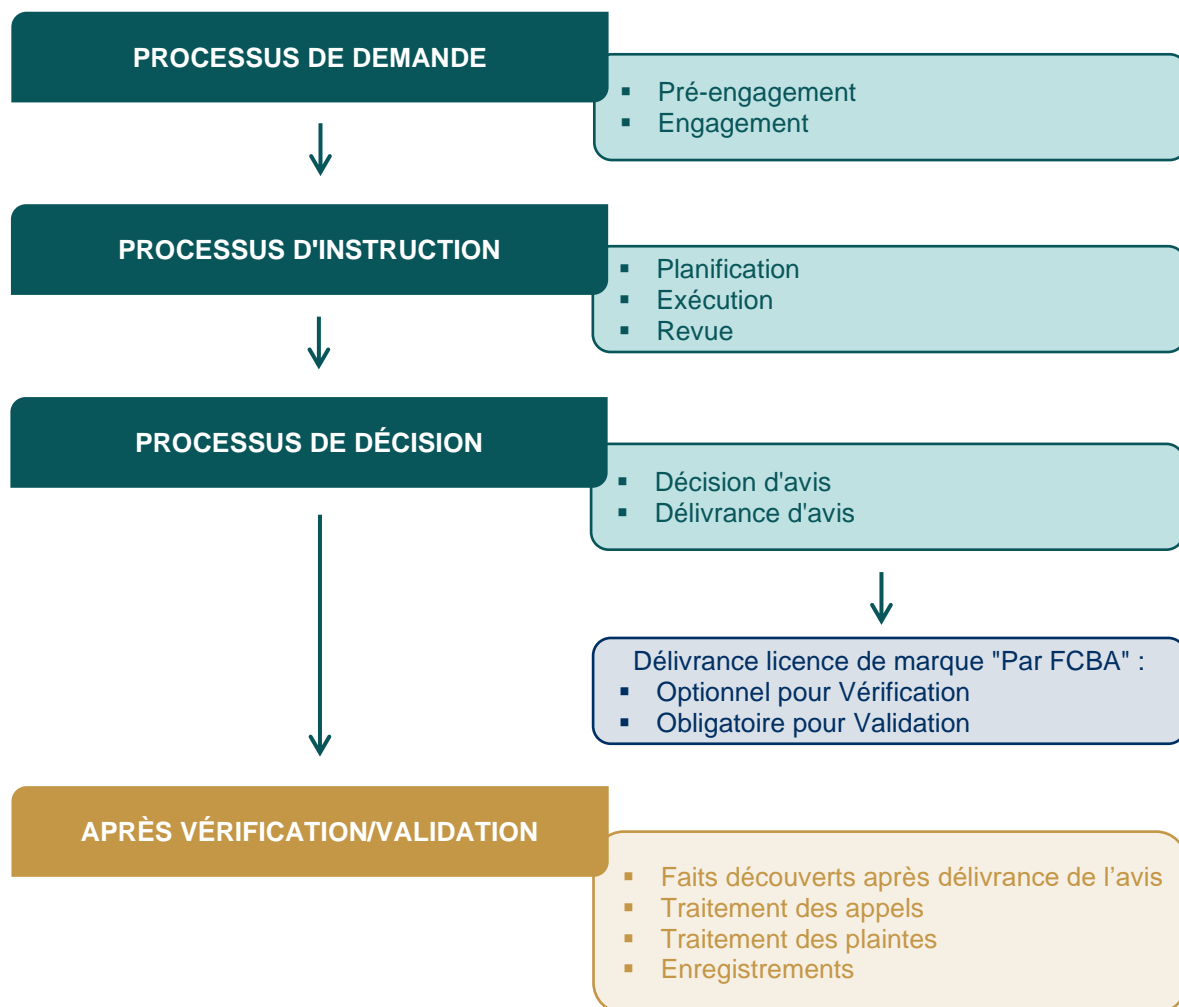 PROCESSUS DE DEMANDE
▪ Pré-engagement
▪ Engagement
PROCESSUS D'INSTRUCTION
▪ Planification
▪ Exécution
▪ Revue
PROCESSUS DE DÉCISION
▪ Décision d'avis
▪ Délivrance d'avis
Délivrance licence de marque "Par FCBA" :
▪ Optionnel pour Vérification
▪ Obligatoire pour Validation
APRÈS VÉRIFICATION/VALIDATION
▪ Faits découverts après délivrance de l’avis
▪ Traitement des appels
▪ Traitement des plaintes
▪ Enregistrements